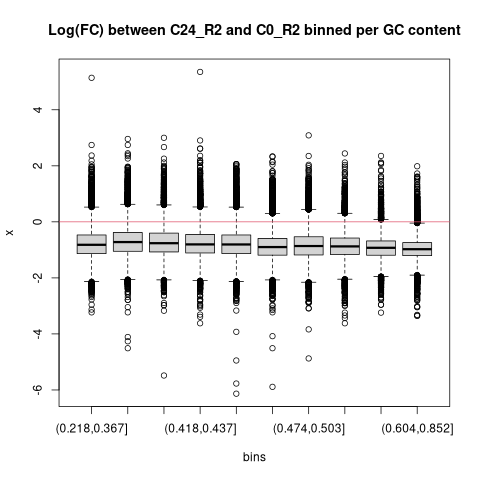 Log(FC) between C24_R2 and C0_R2 binned per GC content
x
4
2
0
-2
-4
-6
(0.218,0.367] (0.418,0.437] (0.474,0.503] (0.604,0.852]
bins